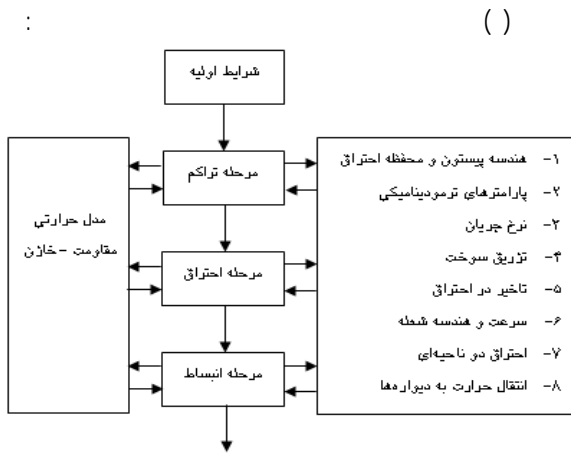 : ( )
شرایط اولیه
۱- هندسه پیستون و محفظه احتراق
۲- پارامترهای ترمودینامیکي
۳- نرخ جریان
۴- تزریق سوخت
۵- تاخیر در احتراق
۶- سرعت و هندسه شعله
۷- احتراق دو ناحیه‌ای
۸- انتقال حرارت به دیواره‌ها
مرحله تراکم
مرحله احتراق
مرحله انبساط
مدل حرارتي
مقاومت -خازن